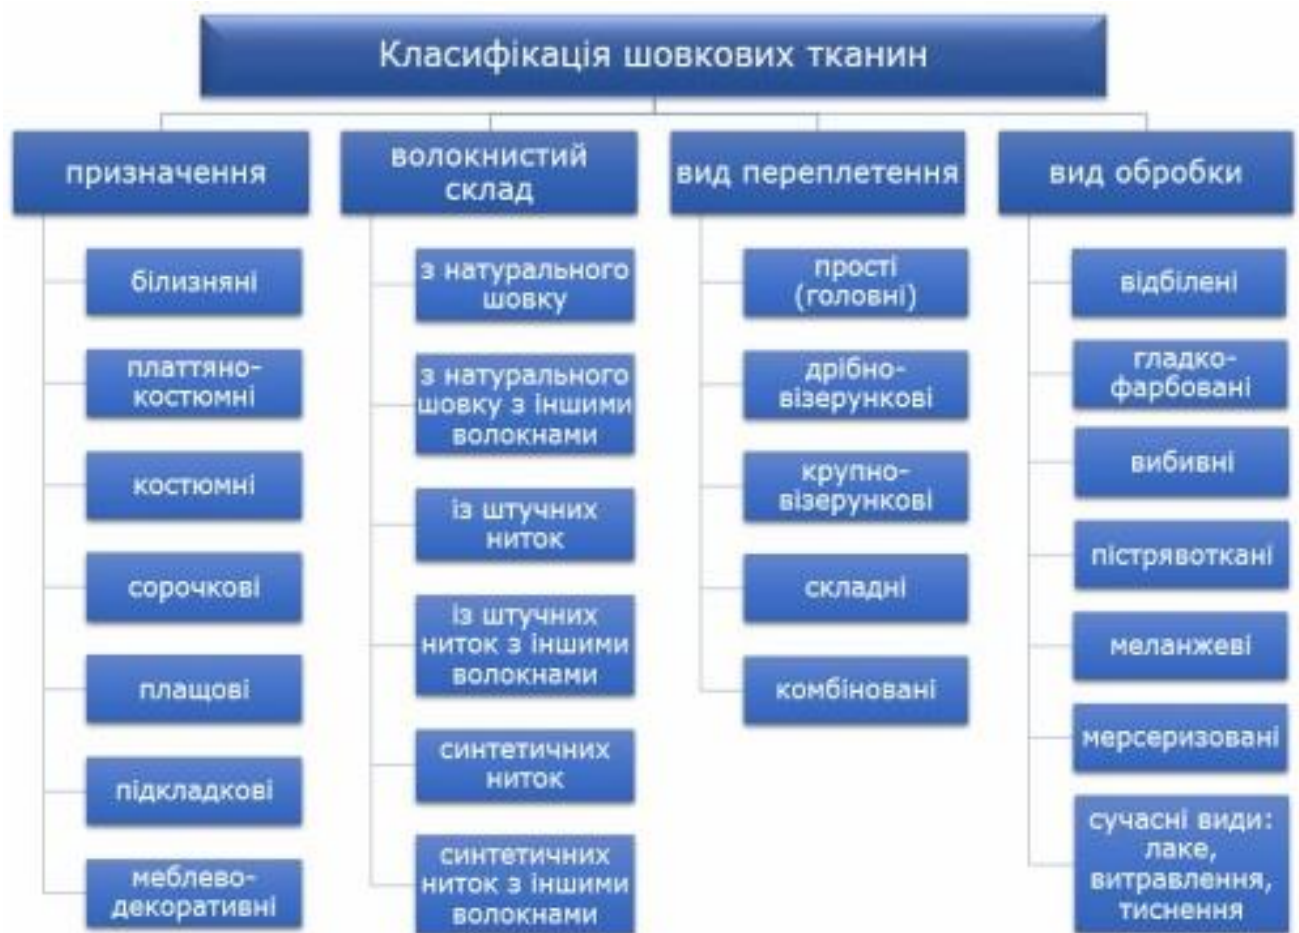 Класифікація шовкових тканин
призначення
білизняні
платтяно-
костюмні
костюмні
сорочкові
плащові
підкладкові
меблево-
декоративні
волокнистий
склад
з натурального
шовку
з натурального
шовку з іншими
волокнами
із штучних
ниток
із штучних
ниток з іншими
волокнами
синтетичних
ниток
синтетичних
ниток з іншими
волокнами
вид переплетення
прості
(головні)
дрібно-
візерункові
крупно-
візерункові
складні
комбіновані
вид обробки
відбілені
гладко-
фарбовані
вибивні
пістрявоткані
меланжеві
мерсеризовані
сучасні види:
лаке,
витравлення,
тиснення